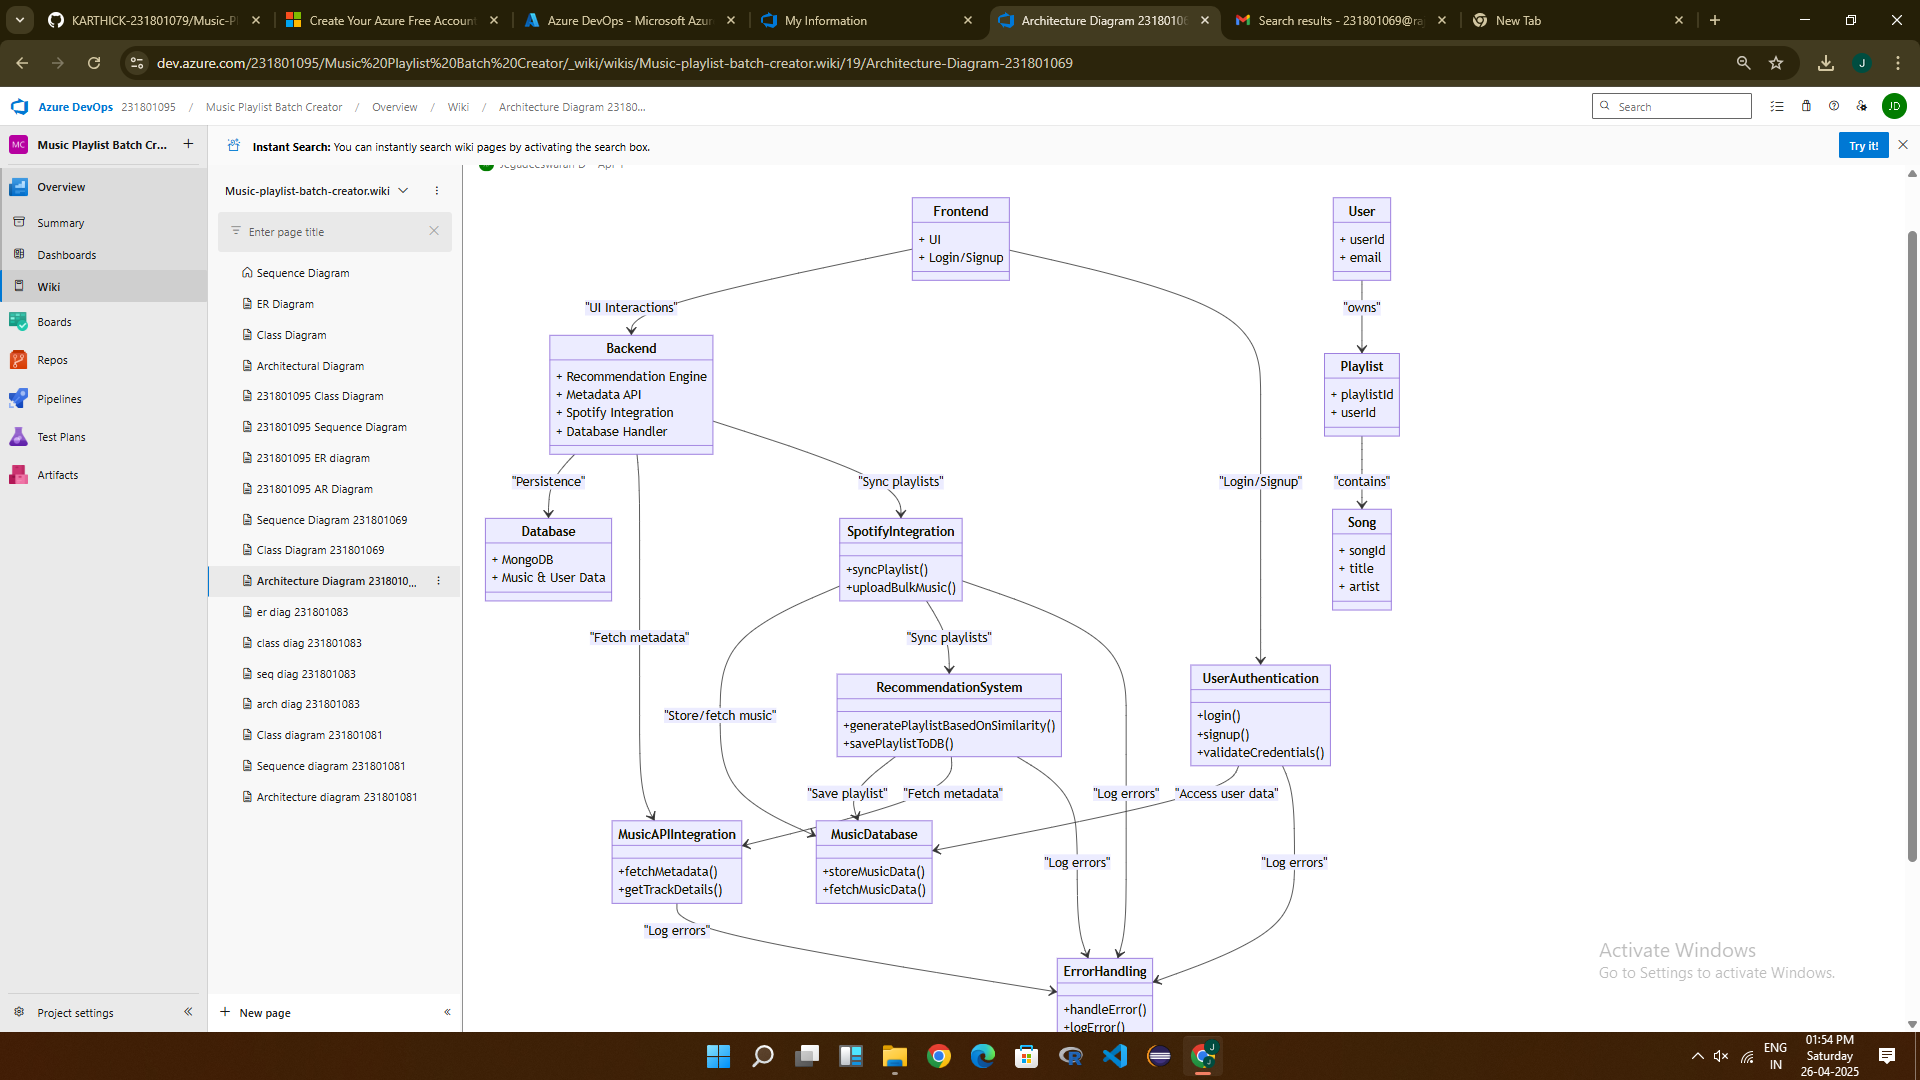 KARTHICK-231801079/Music-Pl
Create Your Azure Free Account
Azure DevOps - Microsoft Azur
My Information
Architecture Diagram 23180106
Search results - 231801069@raj
New Tab
dev.azure.com/231801095/Music%20Playlist%20Batch%20Creator/_wiki/wikis/Music-playlist-batch-creator.wiki/19/Architecture-Diagram-231801069
J
Azure DevOps 231801095 / Music Playlist Batch Creator / Overview / Wiki / Architecture Diagram 23180...
Search
JD
MC Music Playlist Batch Cr... +
Instant Search: You can instantly search wiki pages by activating the search box.
Try it!
Overview
Summary
Dashboards
Wiki
Boards
Repos
Pipelines
Test Plans
Artifacts
Project settings
Music-playlist-batch-creator.wiki
Enter page title
Sequence Diagram
ER Diagram
Class Diagram
Architectural Diagram
231801095 Class Diagram
231801095 Sequence Diagram
231801095 ER diagram
231801095 AR Diagram
Sequence Diagram 231801069
Class Diagram 231801069
Architecture Diagram 2318010...
er diag 231801083
class diag 231801083
seq diag 231801083
arch diag 231801083
Class diagram 231801081
Sequence diagram 231801081
Architecture diagram 231801081
+ New page
Frontend
+ UI
+ Login/Signup
User
+ userId
+ email
"UI Interactions"
"owns"
Backend
+ Recommendation Engine
+ Metadata API
+ Spotify Integration
+ Database Handler
Playlist
+ playlistId
+ userId
"Persistence"
"Sync playlists"
"Login/Signup"
"contains"
Database
+ MongoDB
+ Music & User Data
SpotifyIntegration
+syncPlaylist()
+uploadBulkMusic()
Song
+ songId
+ title
+ artist
"Fetch metadata"
"Sync playlists"
RecommendationSystem
+generatePlaylistBasedOnSimilarity()
+savePlaylistToDB()
UserAuthentication
+login()
+signup()
+validateCredentials()
"Store/fetch music"
"Save playlist"
"Fetch metadata"
"Log errors"
"Access user data"
MusicAPIIntegration
+fetchMetadata()
+getTrackDetails()
MusicDatabase
+storeMusicData()
+fetchMusicData()
"Log errors"
"Log errors"
"Log errors"
ErrorHandling
+handleError()
+logError()
Activate Windows
Go to Settings to activate Windows.
ENG
IN
01:54 PM
Saturday
26-04-2025